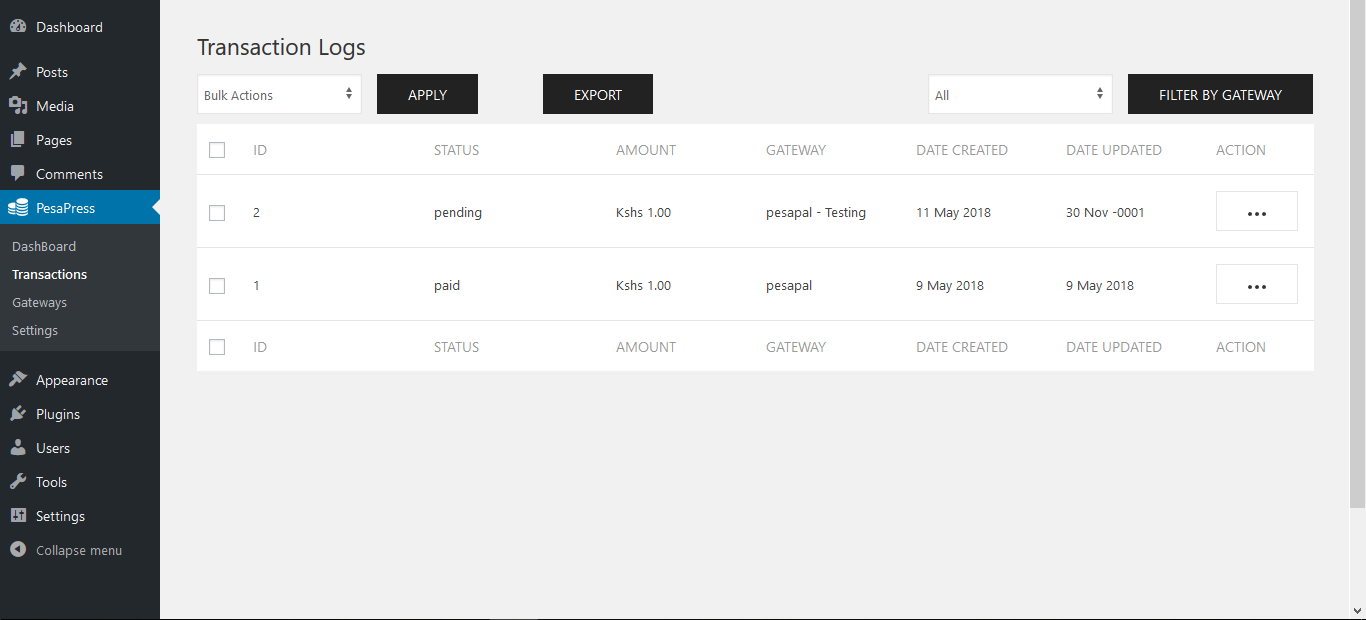 Dashboard
Posts
Media
Pages
Comments
PesaPress
DashBoard
Transactions
Gateways
Settings
Appearance
Plugins
Users
Tools
Settings
Collapse menu
Transaction Logs
Bulk Actions APPLY EXPORT All FILTER BY GATEWAY
ID STATUS AMOUNT GATEWAY DATE CREATED DATE UPDATED ACTION
2 pending Kshs 1.00 pesapal - Testing 11 May 2018 30 Nov -0001 •••
1 paid Kshs 1.00 pesapal 9 May 2018 9 May 2018 •••
ID STATUS AMOUNT GATEWAY DATE CREATED DATE UPDATED ACTION